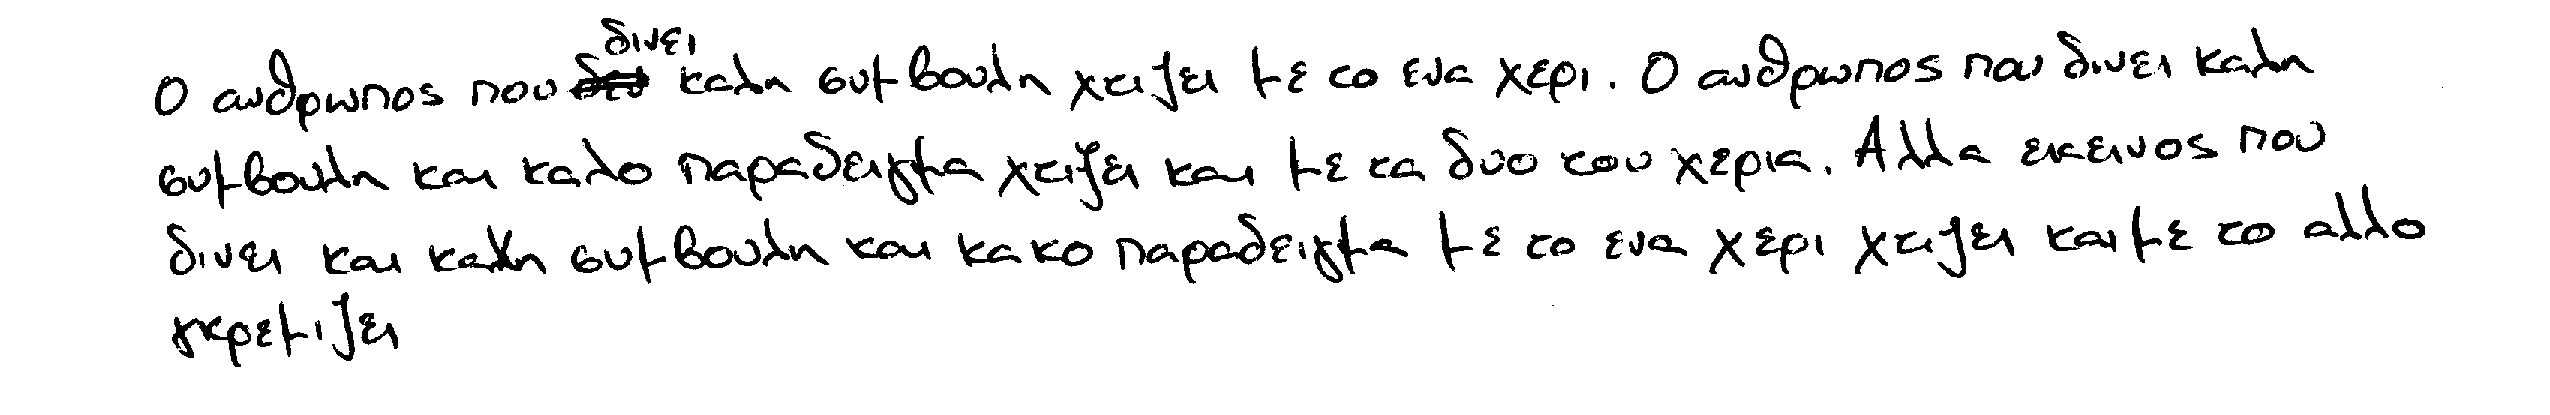 Ο ανθρωπος που δινει καλη συμβουλη χτιζει με το ενα χερι. Ο ανθρωπος που δινει καλη
συμβουλη και καλο παραδειγμα χτιζει και με τα δυο του χερια. Αλλα εκεινος που
δινει και καλη συμβουλη και κακο παραδειγμα με το ενα χερι χτιζει και με το αλλο
γκρεμιζει